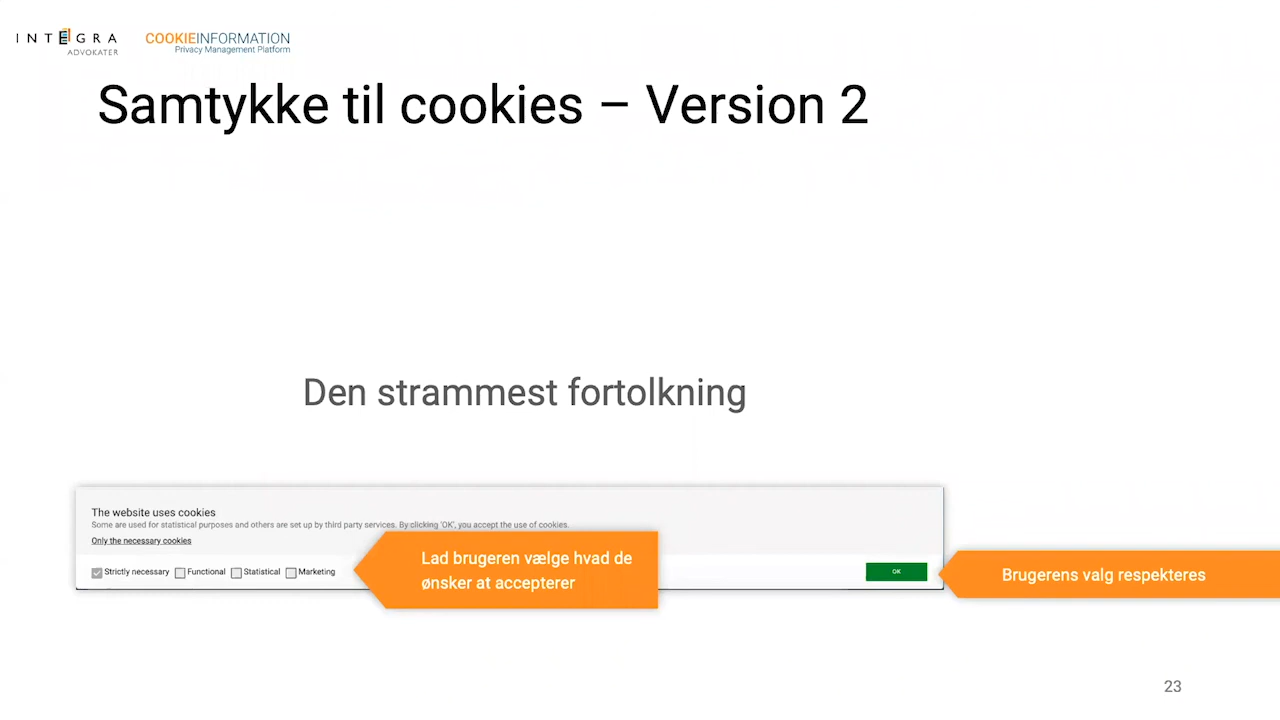 INTEGRA
ADVOKATER
COOKIEINFORMATION
Privacy Management Platform
Samtykke til cookies – Version 2
Den strammest fortolkning
The website uses cookies
Some are used for statistical purposes and others are set up by third party services. By clicking 'OK', you accept the use of cookies.
Only the necessary cookies
Strictly necessary Functional Statistical Marketing
Lad brugeren vælge hvad de
ønsker at accepterer
OK
Brugerens valg respekteres
23